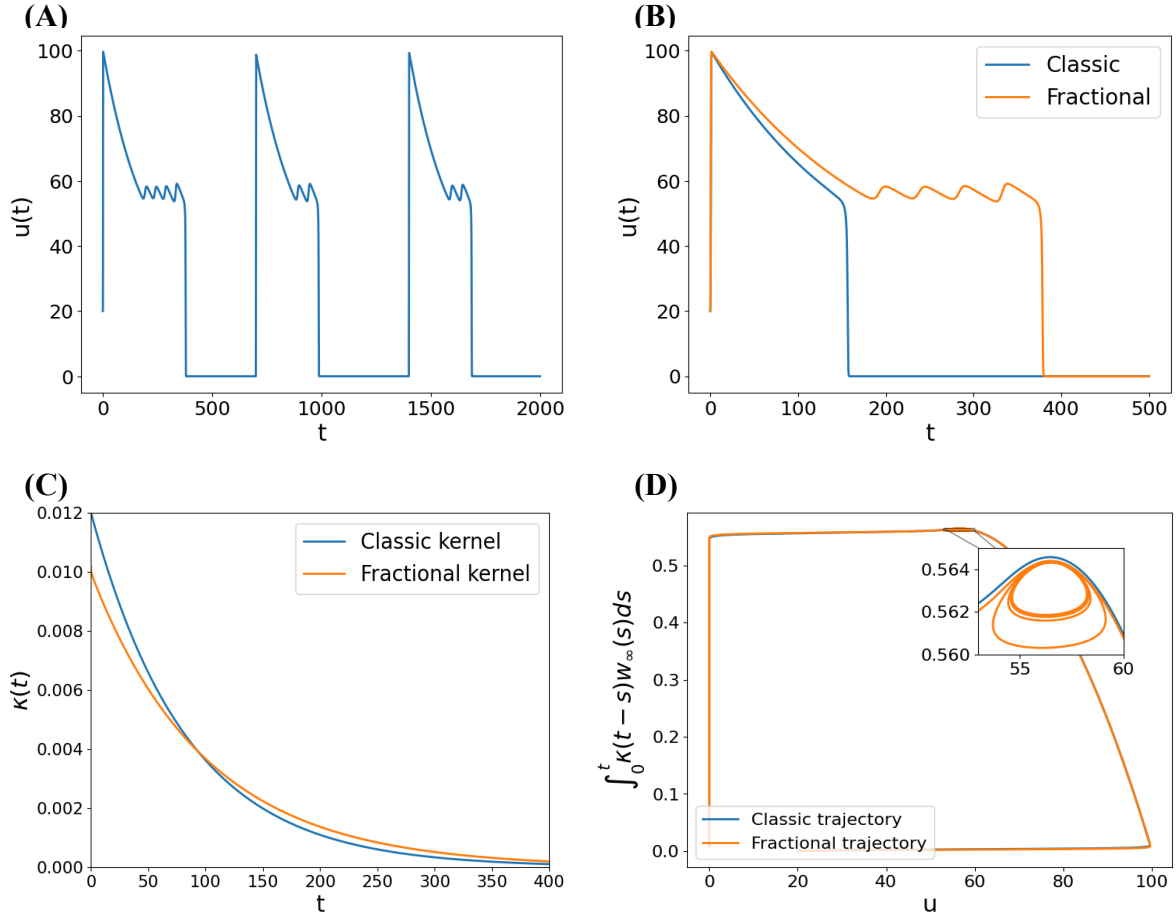 (A)
100
80
60
40
20
0
u(t)
0 500 1000 1500 2000
t
(B)
100
80
60
40
20
0
u(t)
Classic
Fractional
0 100 200 300 400 500
t
(C)
0.012
0.010
0.008
0.006
0.004
0.002
0.000
κ(t)
Classic kernel
Fractional kernel
0 50 100 150 200 250 300 350 400
t
(D)
0.5
0.4
0.3
0.2
0.1
0.0
∫₀ᵗ κ(t − s)w∞(s)ds
0.564
0.562
0.560
55 60
Classic trajectory
Fractional trajectory
0 20 40 60 80 100
u